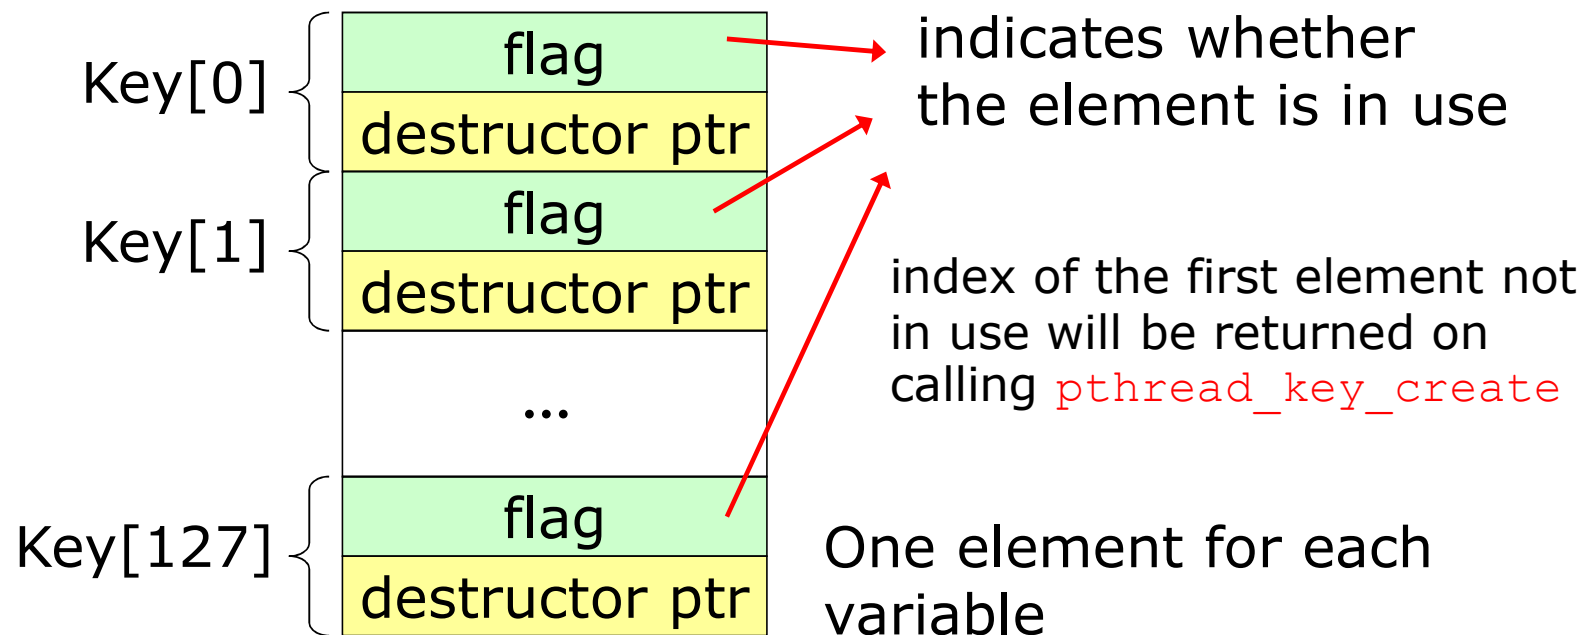 Key[0]
flag
destructor ptr
Key[1]
flag
destructor ptr
...
Key[127]
flag
destructor ptr
indicates whether
the element is in use
index of the first element not
in use will be returned on
calling pthread_key_create
One element for each
variable